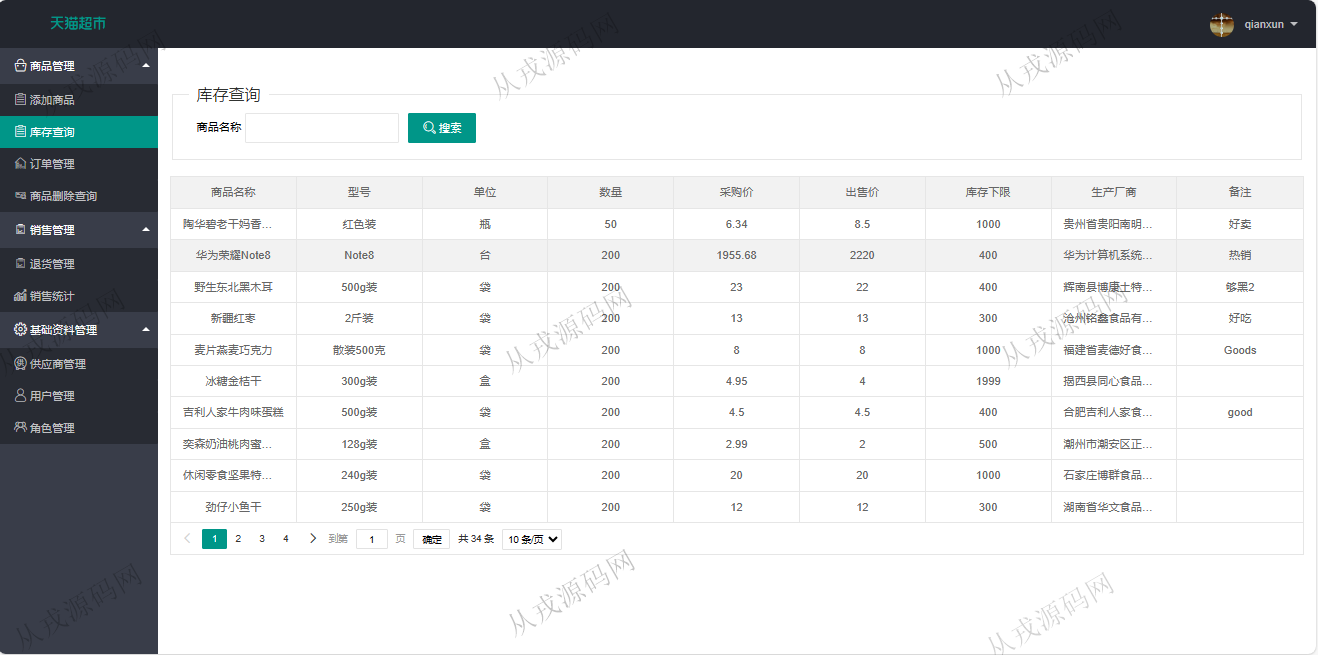 天猫超市
qianxun
商品管理
添加商品
库存查询
订单管理
商品删除查询
销售管理
退货管理
销售统计
基础资料管理
供应商管理
用户管理
角色管理
库存查询
商品名称 搜索
商品名称 型号 单位 数量 采购价 出售价 库存下限 生产厂商 备注
陶华碧老干妈香... 红色装 瓶 50 6.34 8.5 1000 贵州省贵阳南明... 好卖
华为荣耀Note8 Note8 台 200 1955.68 2220 400 华为计算机系统... 热销
野生东北黑木耳 500g装 袋 200 23 22 400 辉南县博康土特... 够黑2
新疆红枣 2斤装 袋 200 13 13 300 沧州铭鑫食品有... 好吃
麦片燕麦巧克力 散装500克 袋 200 8 8 1000 福建省麦德好食... Goods
冰糖金桔干 300g装 盒 200 4.95 4 1999 揭西县同心食品...
吉利人家牛肉味蛋糕 500g装 袋 200 4.5 4.5 400 合肥吉利人家食... good
奕森奶油桃肉蜜... 128g装 盒 200 2.99 2 500 潮州市潮安区正...
休闲零食坚果特... 240g装 袋 200 20 20 1000 石家庄博群食品...
劲仔小鱼干 250g装 袋 200 12 12 300 湖南省华文食品...
1 2 3 4 到第 1 页 确定 共 34 条 10 条/页
从戎源码网
从戎源码网
从戎源码网
从戎源码网
从戎源码网
从戎源码网
从戎源码网
从戎源码网
从戎源码网